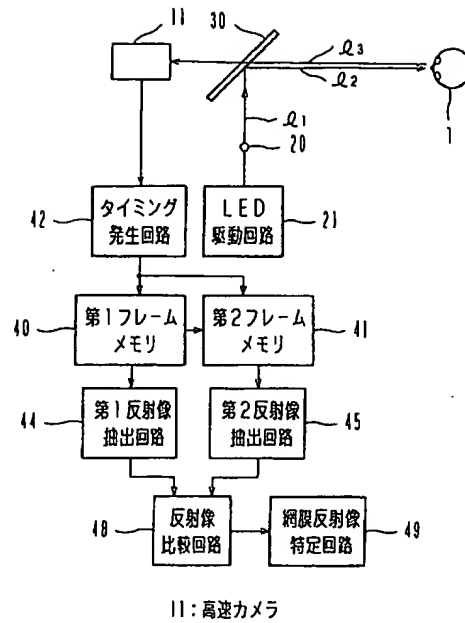 11
30
ℓ3
ℓ2
1
ℓ1
20
42
タイミング
発生回路
LED
駆動回路
21
40
第1フレーム
メモリ
第2フレーム
メモリ
41
44
第1反射像
抽出回路
第2反射像
抽出回路
45
48
反射像
比較回路
網膜反射像
特定回路
49
11:高速カメラ